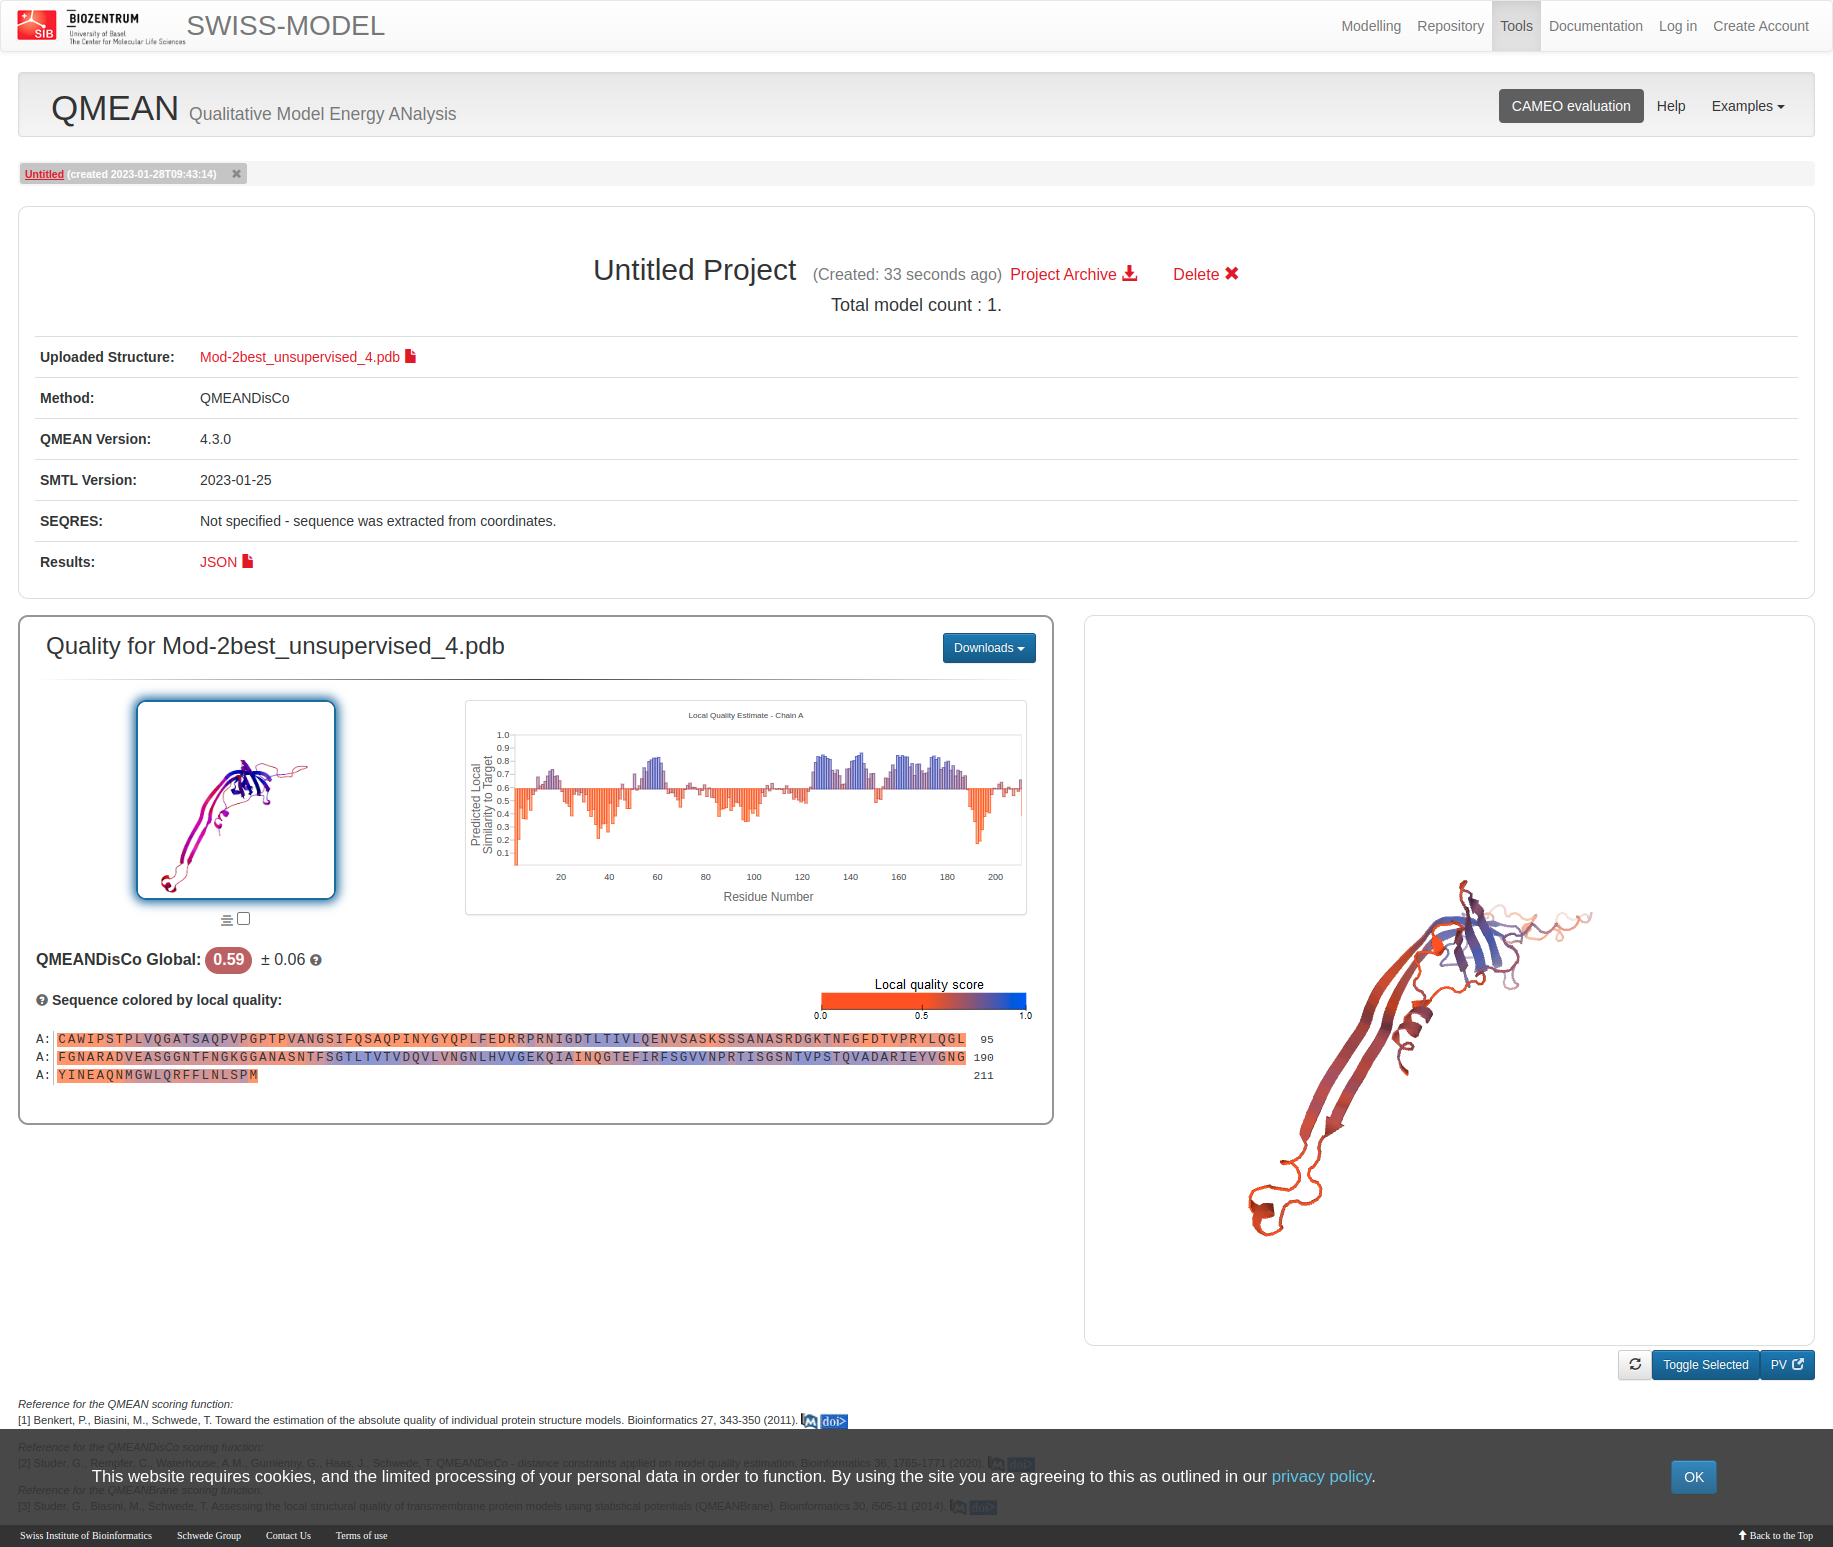 SIB
BIOZENTRUM
University of Basel
The Center for Molecular Life Sciences
SWISS-MODEL
Modelling Repository Tools Documentation Log in Create Account
QMEAN Qualitative Model Energy ANalysis
CAMEO evaluation Help Examples
Untitled (created 2023-01-28T09:43:14)
Untitled Project (Created: 33 seconds ago) Project Archive Delete
Total model count : 1.
Uploaded Structure: Mod-2best_unsupervised_4.pdb
Method: QMEANDisCo
QMEAN Version: 4.3.0
SMTL Version: 2023-01-25
SEQRES: Not specified - sequence was extracted from coordinates.
Results: JSON
Quality for Mod-2best_unsupervised_4.pdb
Downloads
Local Quality Estimate - Chain A
Predicted Local
Similarity to Target
1.0
0.9
0.8
0.7
0.6
0.5
0.4
0.3
0.2
0.1
20 40 60 80 100 120 140 160 180 200
Residue Number
QMEANDisCo Global: 0.59 ± 0.06
Sequence colored by local quality:
Local quality score
0.0 0.5 1.0
A: CAWIPSTPLVQGATSAQPVPGPTPVANGSIFQSAQPINYGYQPLFEDRRPRNIGDTLTIVLQENVSASKSSSANASRDGKTNFGFDTVPRYLQGL 95
A: FGNARADVEASGGNTFNGKGGANASNTFSGTLTVTVDQVLVNGNLHVVGEKQIAINQGTEFIRFSGVVNPRTISGSNTVPSTQVADARIEYVGNG 190
A: YINEAQNMGWLQRFFLNLSPM 211
Toggle Selected PV
Reference for the QMEAN scoring function:
[1] Benkert, P., Biasini, M., Schwede, T. Toward the estimation of the absolute quality of individual protein structure models. Bioinformatics 27, 343-350 (2011). doi>
Reference for the QMEANDisCo scoring function:
[2] Studer, G., Rempfer, C., Waterhouse, A.M., Gumienny, G., Haas, J., Schwede, T. QMEANDisCo - distance constraints applied on model quality estimation. Bioinformatics 36, 1765-1771 (2020). doi>
This website requires cookies, and the limited processing of your personal data in order to function. By using the site you are agreeing to this as outlined in our privacy policy.
OK
Reference for the QMEANBrane scoring function:
[3] Studer, G., Biasini, M., Schwede, T. Assessing the local structural quality of transmembrane protein models using statistical potentials (QMEANBrane). Bioinformatics 30, i505-11 (2014). doi>
Swiss Institute of Bioinformatics Schwede Group Contact Us Terms of use Back to the Top